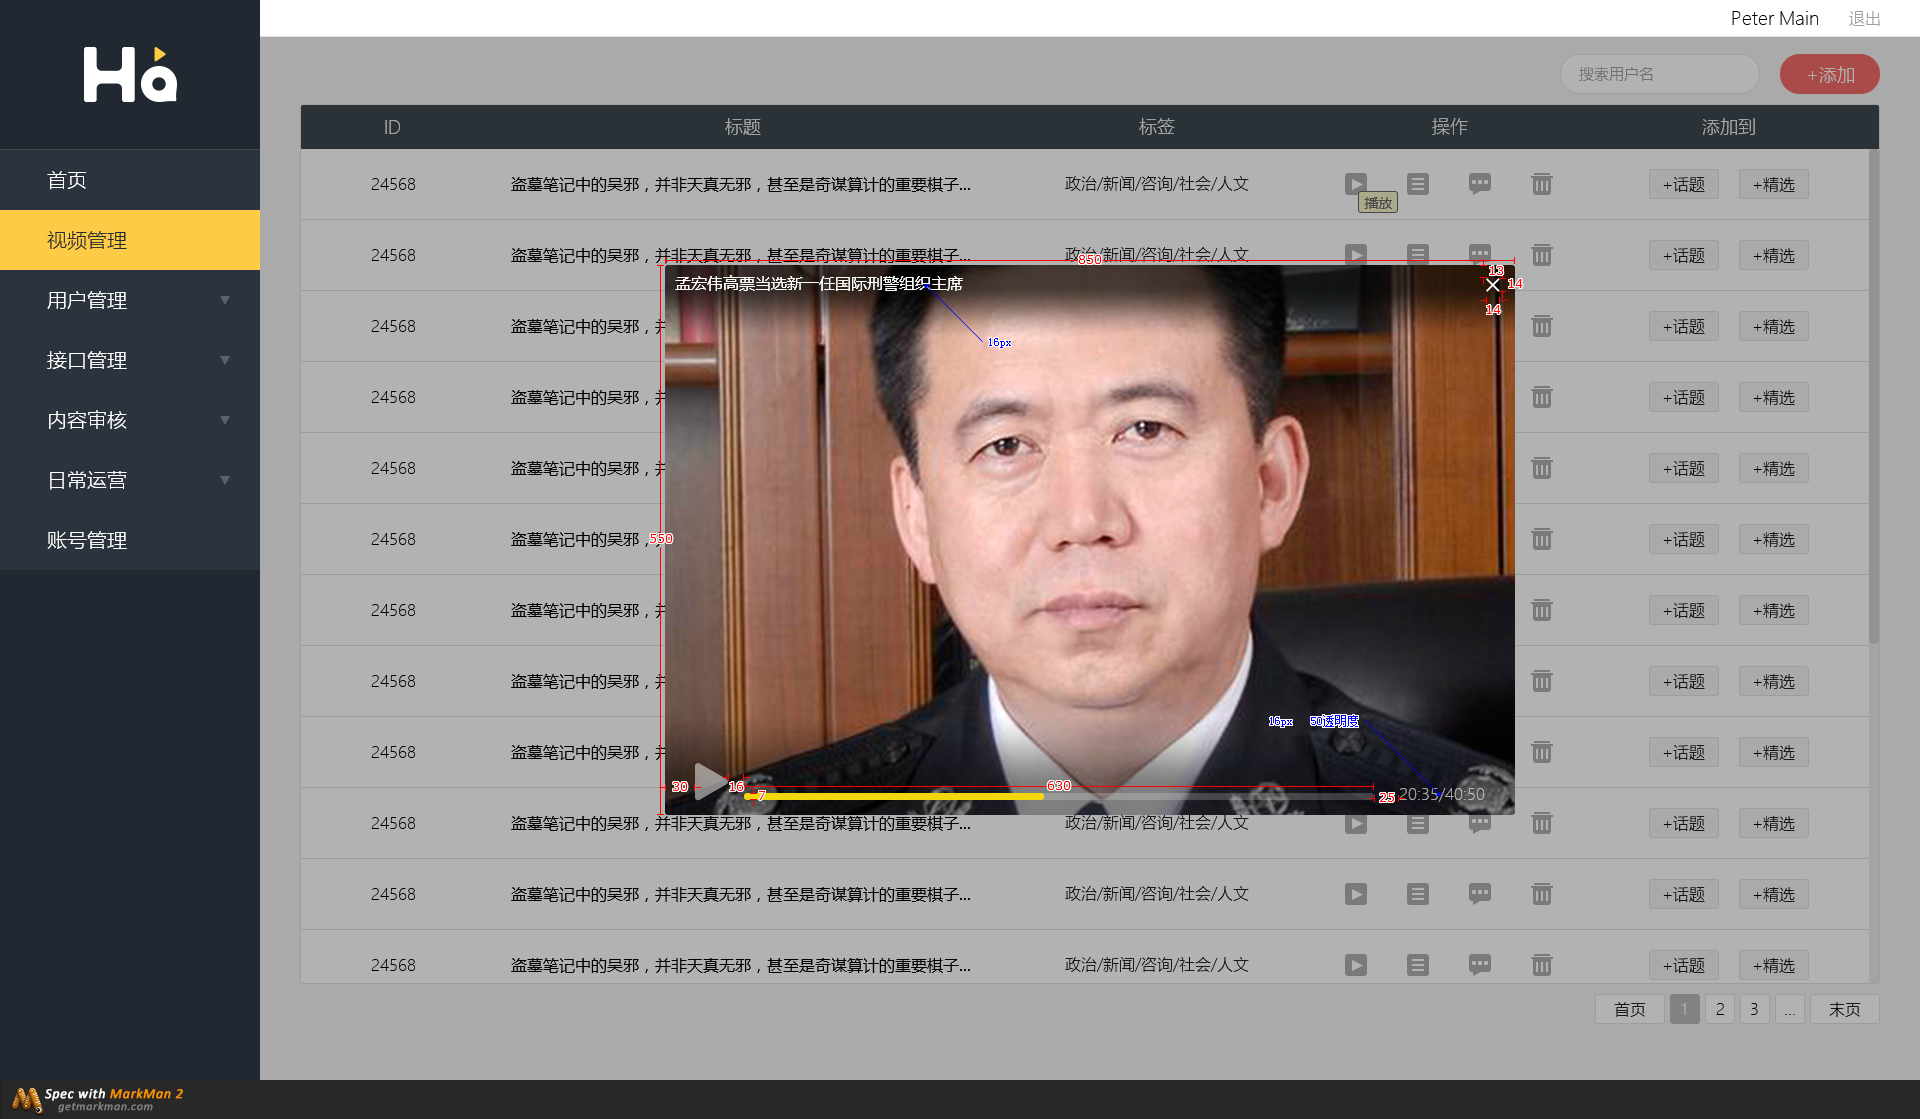 Ha
Peter Main 退出
首页
视频管理
用户管理
接口管理
内容审核
日常运营
账号管理
搜索用户名 +添加
ID 标题 标签 操作 添加到
24568 盗墓笔记中的吴邪，并非天真无邪，甚至是奇谋算计的重要棋子... 政治/新闻/咨询/社会/人文 +话题 +精选
播放
24568 盗墓笔记中的吴邪，并非天真无邪，甚至是奇谋算计的重要棋子... 政治/新闻/咨询/社会/人文 +话题 +精选
850
13
孟宏伟高票当选新一任国际刑警组织主席 14
14
24568 盗墓笔记中的吴邪，并 +话题 +精选
16px
24568 盗墓笔记中的吴邪，并 +话题 +精选
24568 盗墓笔记中的吴邪，并 +话题 +精选
24568 盗墓笔记中的吴邪， 550 +话题 +精选
24568 盗墓笔记中的吴邪，并 +话题 +精选
24568 盗墓笔记中的吴邪，并 +话题 +精选
16px 50透明度
24568 盗墓笔记中的吴邪，并 +话题 +精选
30 16 7 630 25 20:35/40:50
24568 盗墓笔记中的吴邪，并非天真无邪，甚至是奇谋算计的重要棋子... 政治/新闻/咨询/社会/人文 +话题 +精选
24568 盗墓笔记中的吴邪，并非天真无邪，甚至是奇谋算计的重要棋子... 政治/新闻/咨询/社会/人文 +话题 +精选
24568 盗墓笔记中的吴邪，并非天真无邪，甚至是奇谋算计的重要棋子... 政治/新闻/咨询/社会/人文 +话题 +精选
首页 1 2 3 ... 末页
Spec with MarkMan 2
getmarkman.com